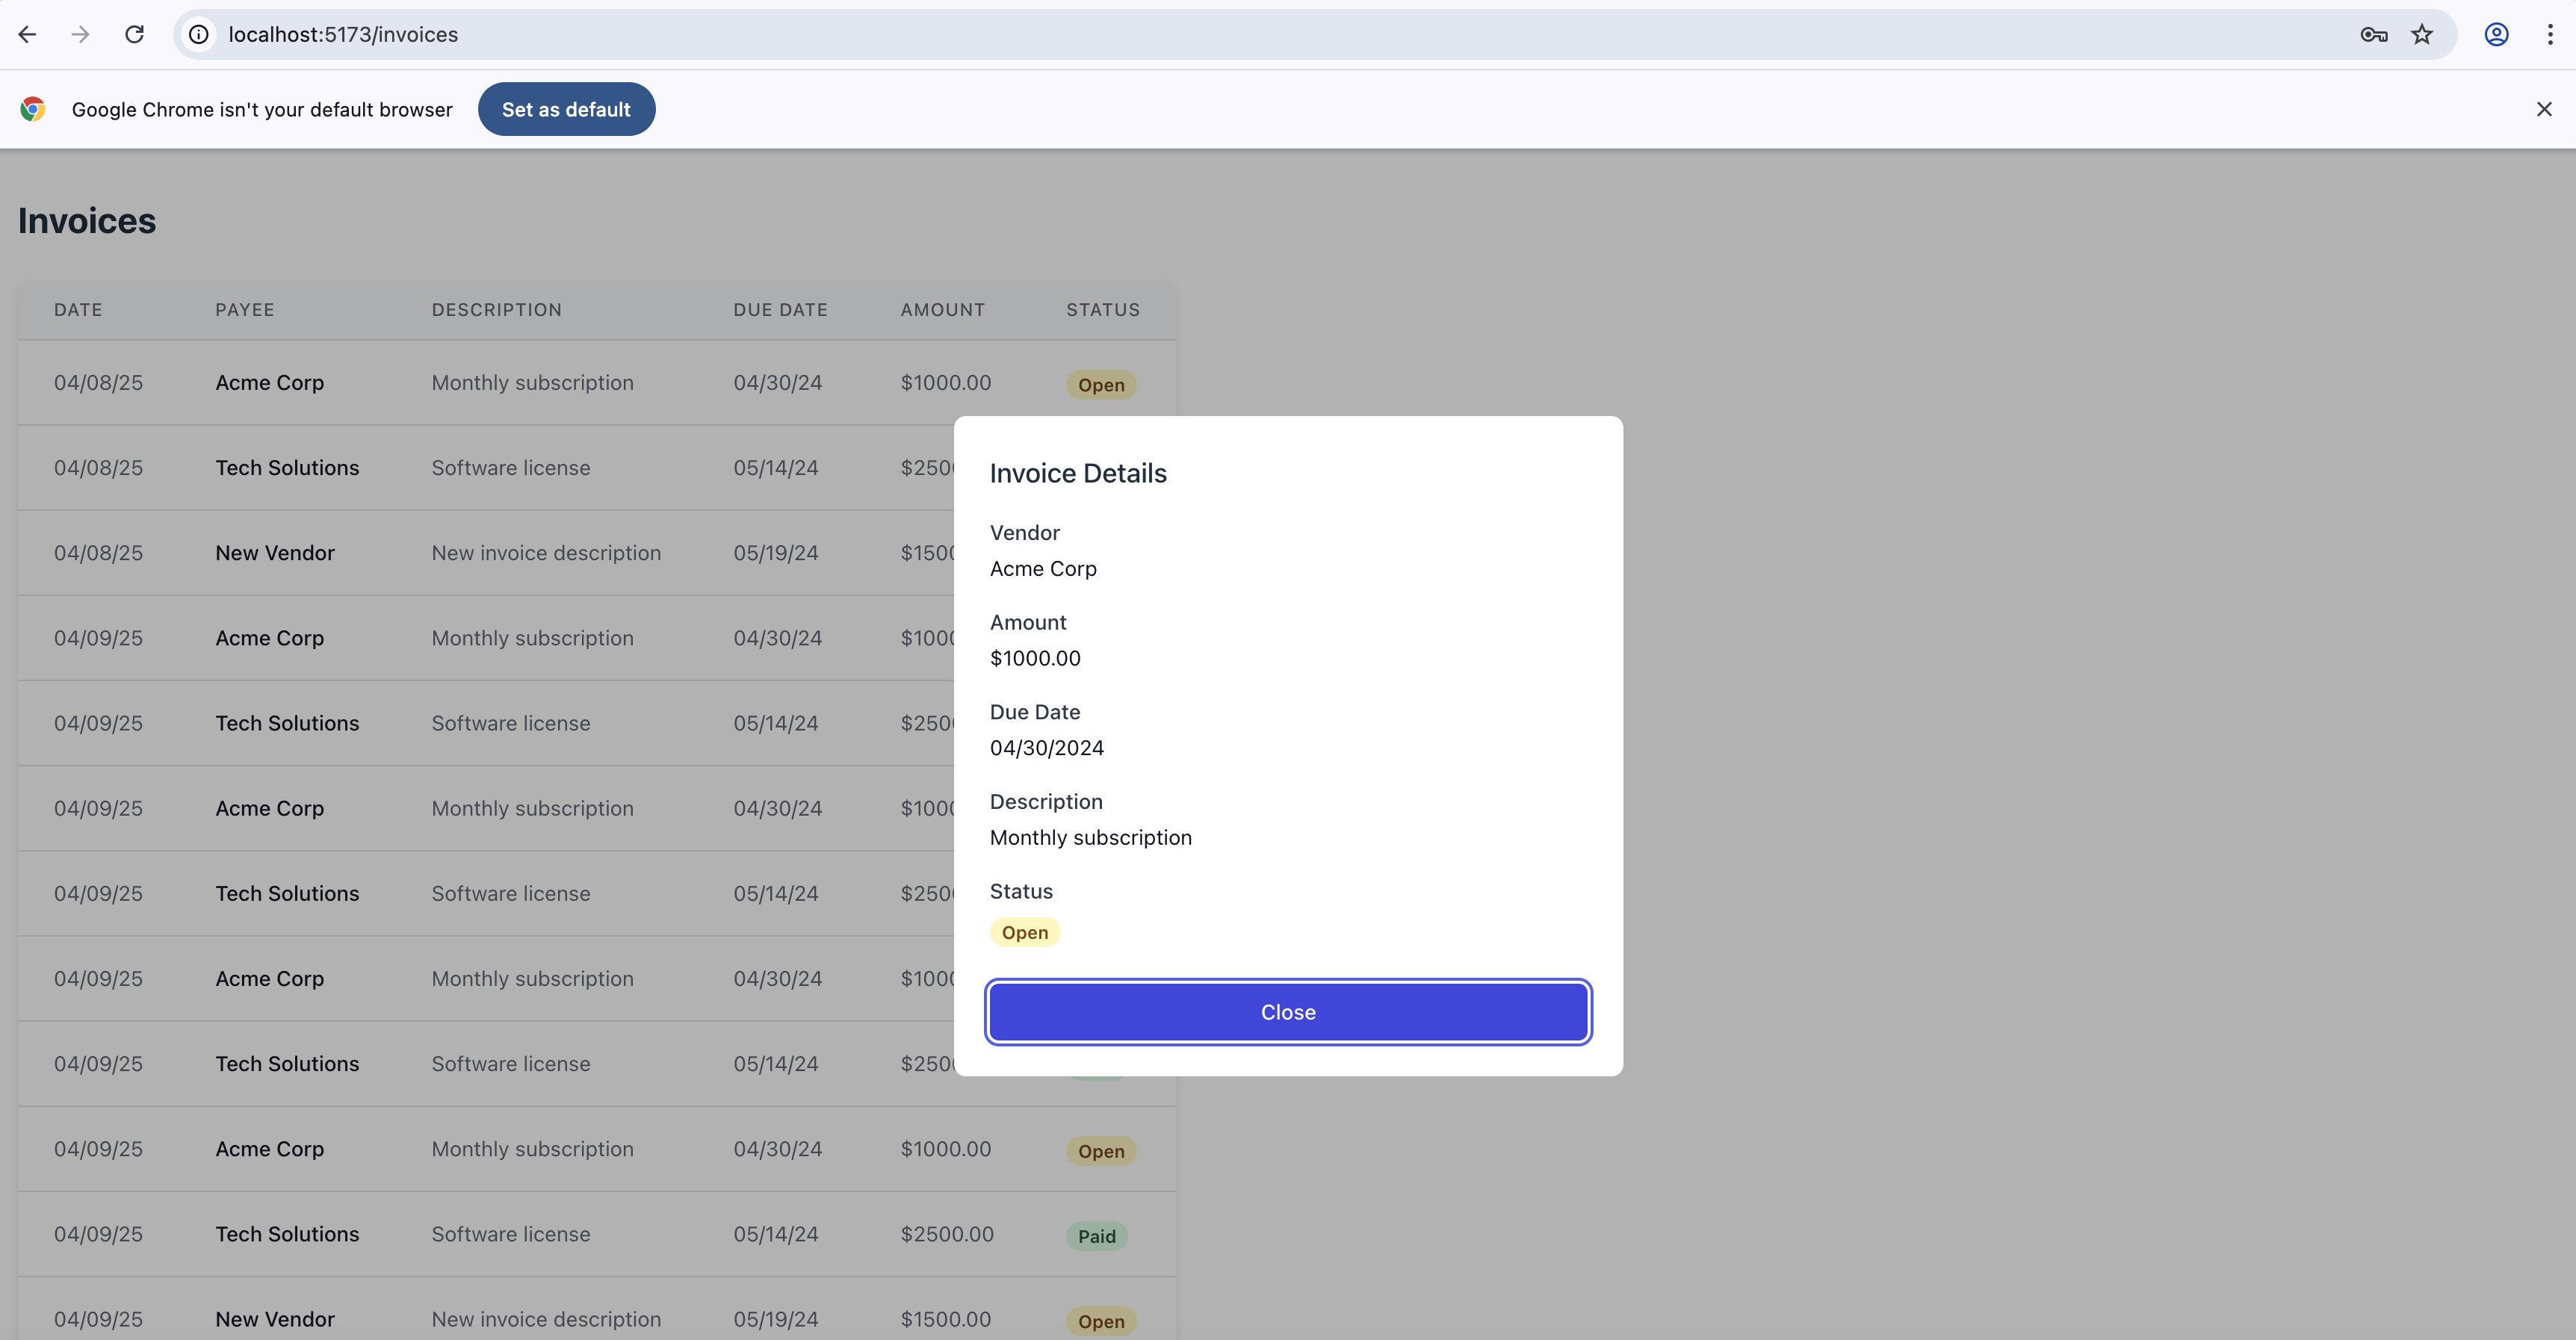 localhost:5173/invoices
Google Chrome isn't your default browser Set as default
Invoices
DATE PAYEE DESCRIPTION DUE DATE AMOUNT STATUS
04/08/25 Acme Corp Monthly subscription 04/30/24 $1000.00 Open
04/08/25 Tech Solutions Software license 05/14/24 $250
04/08/25 New Vendor New invoice description 05/19/24 $150
04/09/25 Acme Corp Monthly subscription 04/30/24 $100
04/09/25 Tech Solutions Software license 05/14/24 $250
04/09/25 Acme Corp Monthly subscription 04/30/24 $100
04/09/25 Tech Solutions Software license 05/14/24 $250
04/09/25 Acme Corp Monthly subscription 04/30/24 $100
04/09/25 Tech Solutions Software license 05/14/24 $250
04/09/25 Acme Corp Monthly subscription 04/30/24 $1000.00 Open
04/09/25 Tech Solutions Software license 05/14/24 $2500.00 Paid
04/09/25 New Vendor New invoice description 05/19/24 $1500.00 Open
Invoice Details
Vendor
Acme Corp
Amount
$1000.00
Due Date
04/30/2024
Description
Monthly subscription
Status
Open
Close